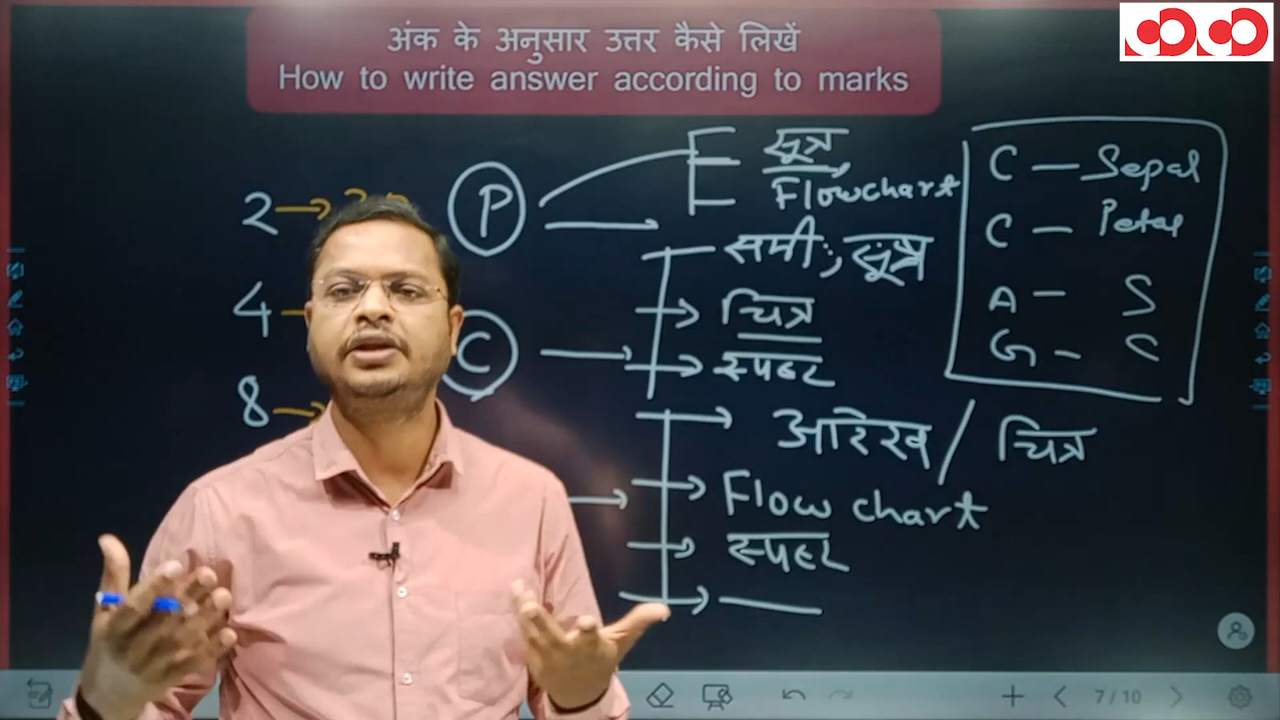 अंक के अनुसार उत्तर कैसे लिखें
How to write answer according to marks
2
4
8
P
C
सूत्र,
Flowchart
समी; सूत्र
चित्र
स्पष्ट
आरेख / चित्र
Flow chart
स्पष्ट
C - Sepal
C - Petal
A - S
G - C
7 / 10